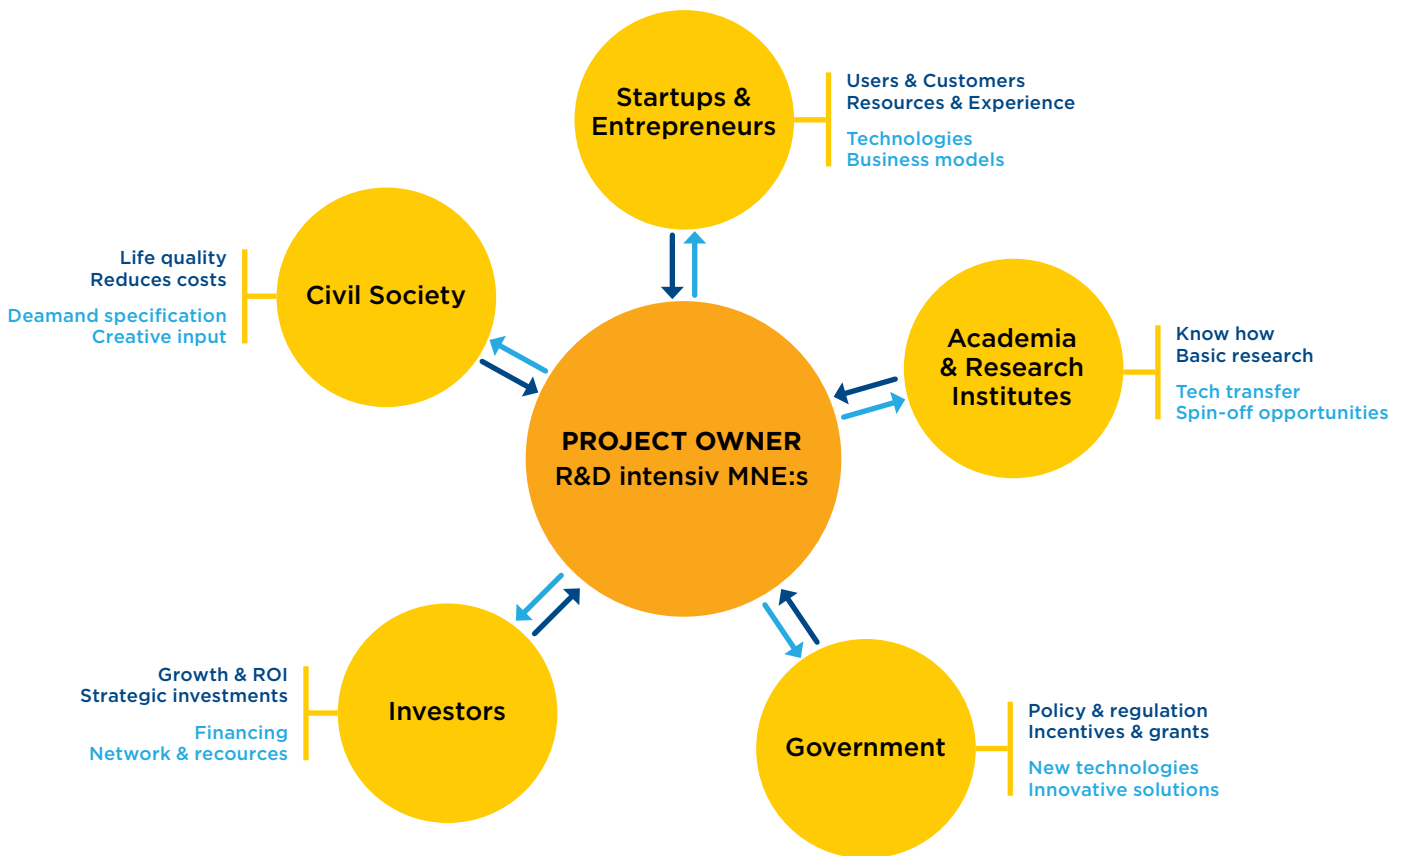 Startups &
Entrepreneurs
Users & Customers
Resources & Experience
Technologies
Business models
Life quality
Reduces costs
Deamand specification
Creative input
Civil Society
Academia
& Research
Institutes
Know how
Basic research
Tech transfer
Spin-off opportunities
PROJECT OWNER
R&D intensiv MNE:s
Growth & ROI
Strategic investments
Financing
Network & recources
Investors
Government
Policy & regulation
Incentives & grants
New technologies
Innovative solutions